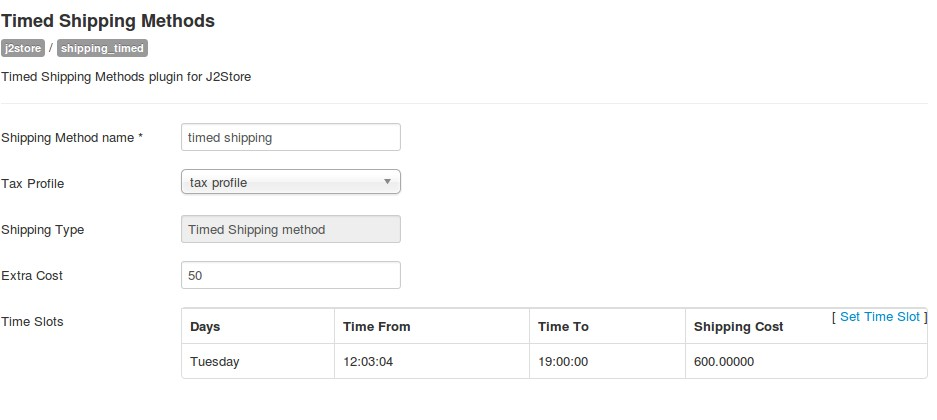 Timed Shipping Methods
j2store / shipping_timed
Timed Shipping Methods plugin for J2Store
Shipping Method name * timed shipping
Tax Profile tax profile
Shipping Type Timed Shipping method
Extra Cost 50
Time Slots [ Set Time Slot ]
Days Time From Time To Shipping Cost
Tuesday 12:03:04 19:00:00 600.00000